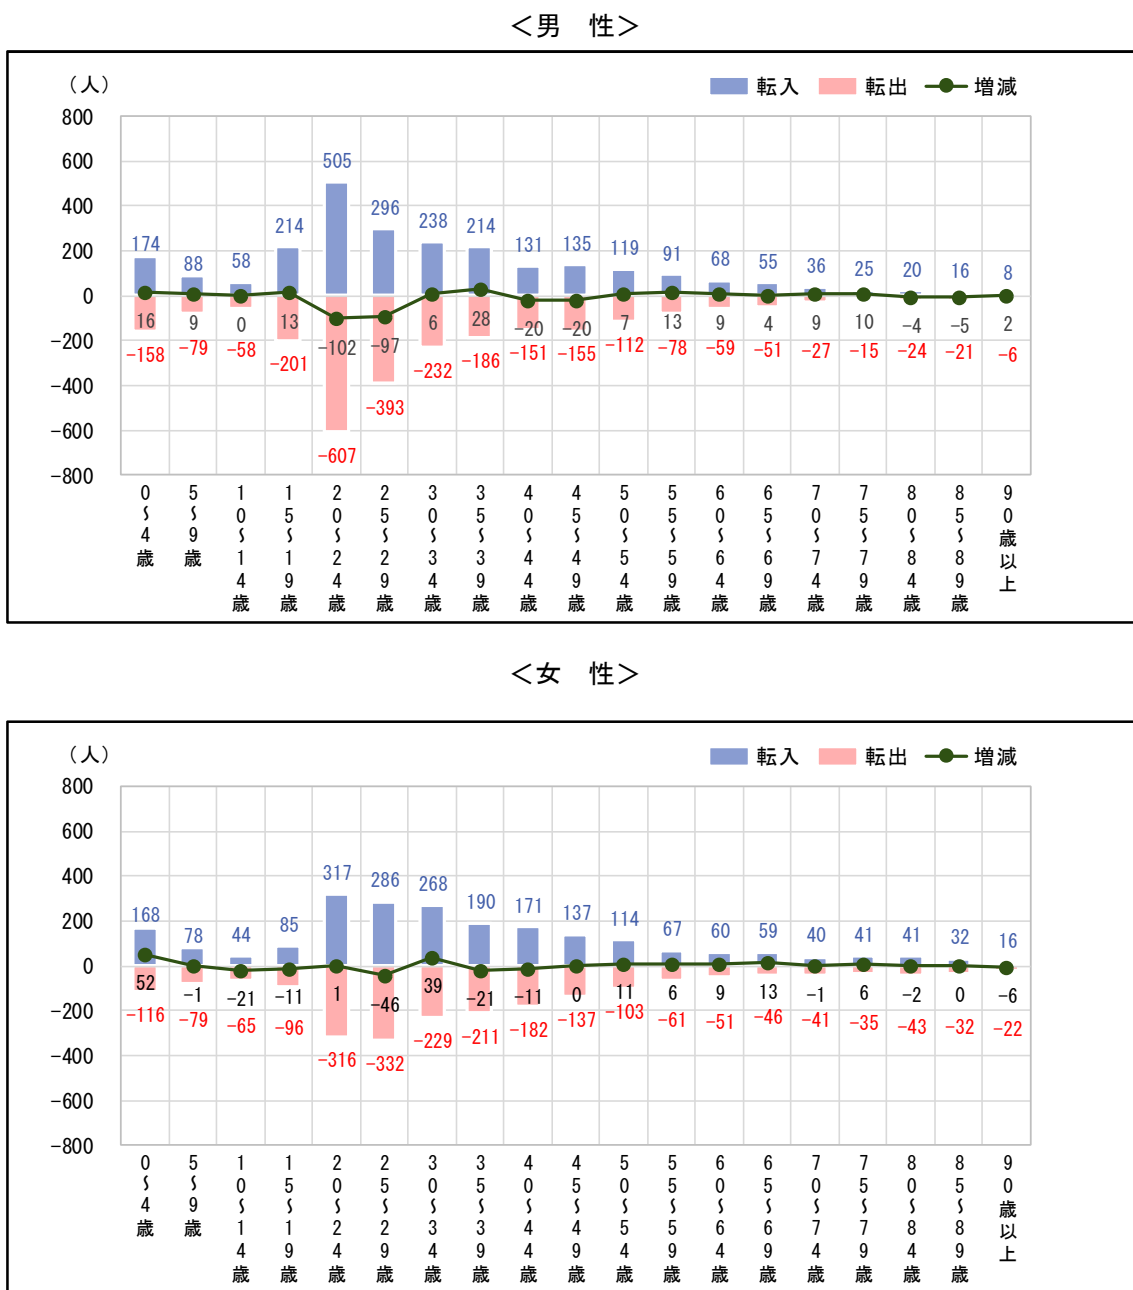 ＜男　性＞
（人）
転入 転出 増減
800
600
400
200
0
-200
-400
-600
-800
174 88 58 214 505 296 238 214 131 135 119 91 68 55 36 25 20 16 8
16 9 0 13 -102 -97 6 28 -20 -20 7 13 9 4 9 10 -4 -5 2
-158 -79 -58 -201 -607 -393 -232 -186 -151 -155 -112 -78 -59 -51 -27 -15 -24 -21 -6
0～4歳
5～9歳
10～14歳
15～19歳
20～24歳
25～29歳
30～34歳
35～39歳
40～44歳
45～49歳
50～54歳
55～59歳
60～64歳
65～69歳
70～74歳
75～79歳
80～84歳
85～89歳
90歳以上
＜女　性＞
（人）
転入 転出 増減
800
600
400
200
0
-200
-400
-600
-800
168 78 44 85 317 286 268 190 171 137 114 67 60 59 40 41 41 32 16
52 -1 -21 -11 1 -46 39 -21 -11 0 11 6 9 13 -1 6 -2 0 -6
-116 -79 -65 -96 -316 -332 -229 -211 -182 -137 -103 -61 -51 -46 -41 -35 -43 -32 -22
0～4歳
5～9歳
10～14歳
15～19歳
20～24歳
25～29歳
30～34歳
35～39歳
40～44歳
45～49歳
50～54歳
55～59歳
60～64歳
65～69歳
70～74歳
75～79歳
80～84歳
85～89歳
90歳以上